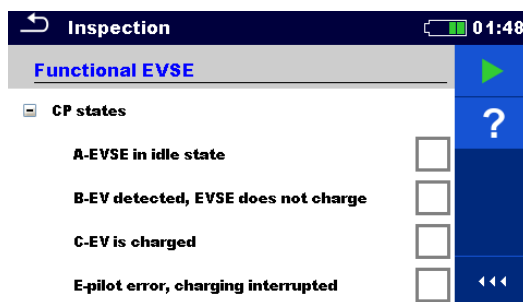 Inspection
01:48
Functional EVSE
?
CP states
A-EVSE in idle state
B-EV detected, EVSE does not charge
C-EV is charged
E-pilot error, charging interrupted